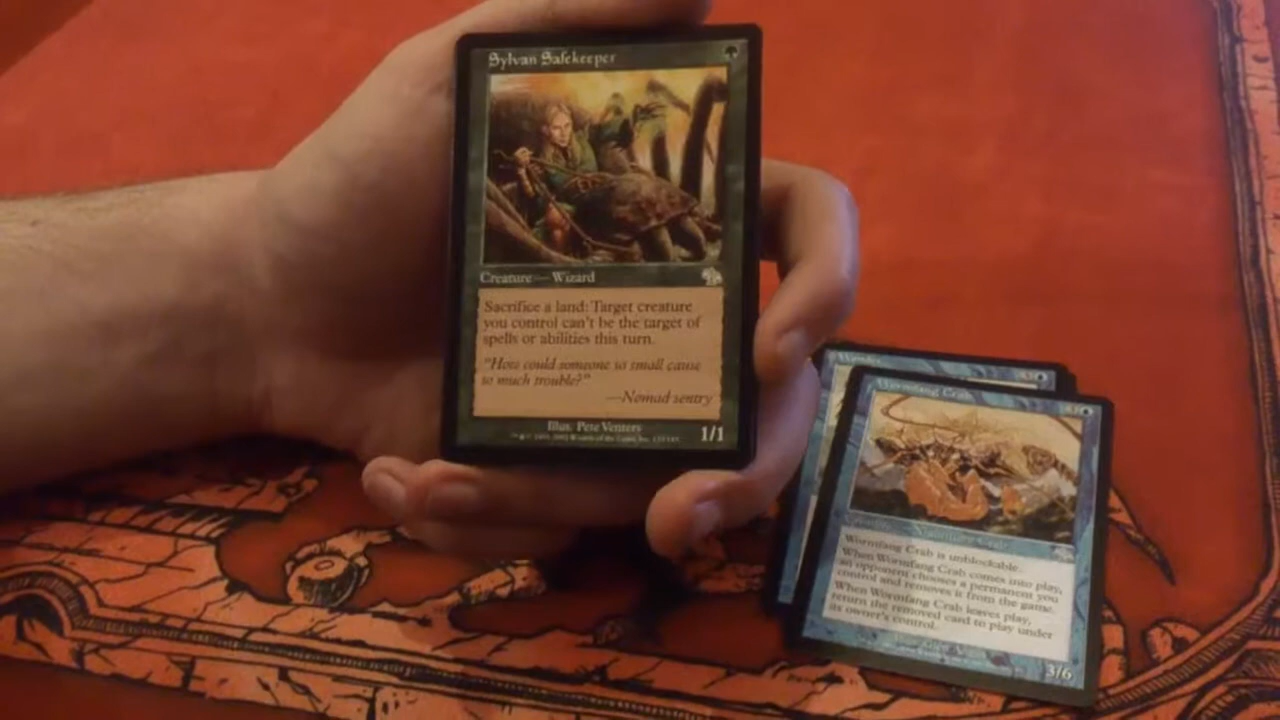 Sylvan Safekeeper
Creature — Wizard
Sacrifice a land: Target creature
you control can't be the target of
spells or abilities this turn.
"How could someone so small cause
so much trouble?"
—Nomad sentry
Illus. Pete Venters
1/1
Wormfang Crab
Wormfang Crab is unblockable.
When Wormfang Crab comes into play,
an opponent chooses a permanent you
control and removes it from the game.
When Wormfang Crab leaves play,
return the removed card to play under
its owner's control.
3/6